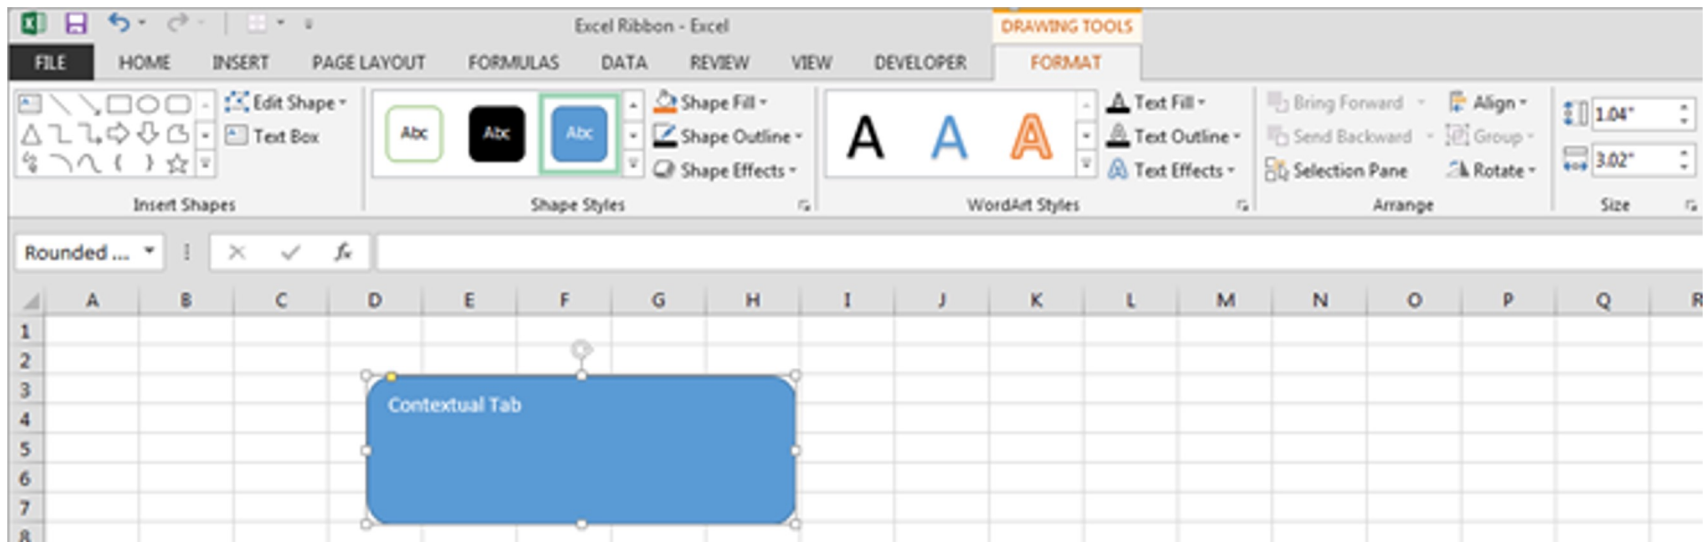 Excel Ribbon - Excel
DRAWING TOOLS
FILE HOME INSERT PAGE LAYOUT FORMULAS DATA REVIEW VIEW DEVELOPER FORMAT
Edit Shape
Text Box
Insert Shapes
Abc Abc Abc
Shape Fill
Shape Outline
Shape Effects
Shape Styles
A A A
Text Fill
Text Outline
Text Effects
WordArt Styles
Bring Forward
Send Backward
Selection Pane
Align
Group
Rotate
Arrange
1.04"
3.02"
Size
Rounded ...
fx
A B C D E F G H I J K L M N O P Q R
1
2
3
4
5
6
7
8
Contextual Tab